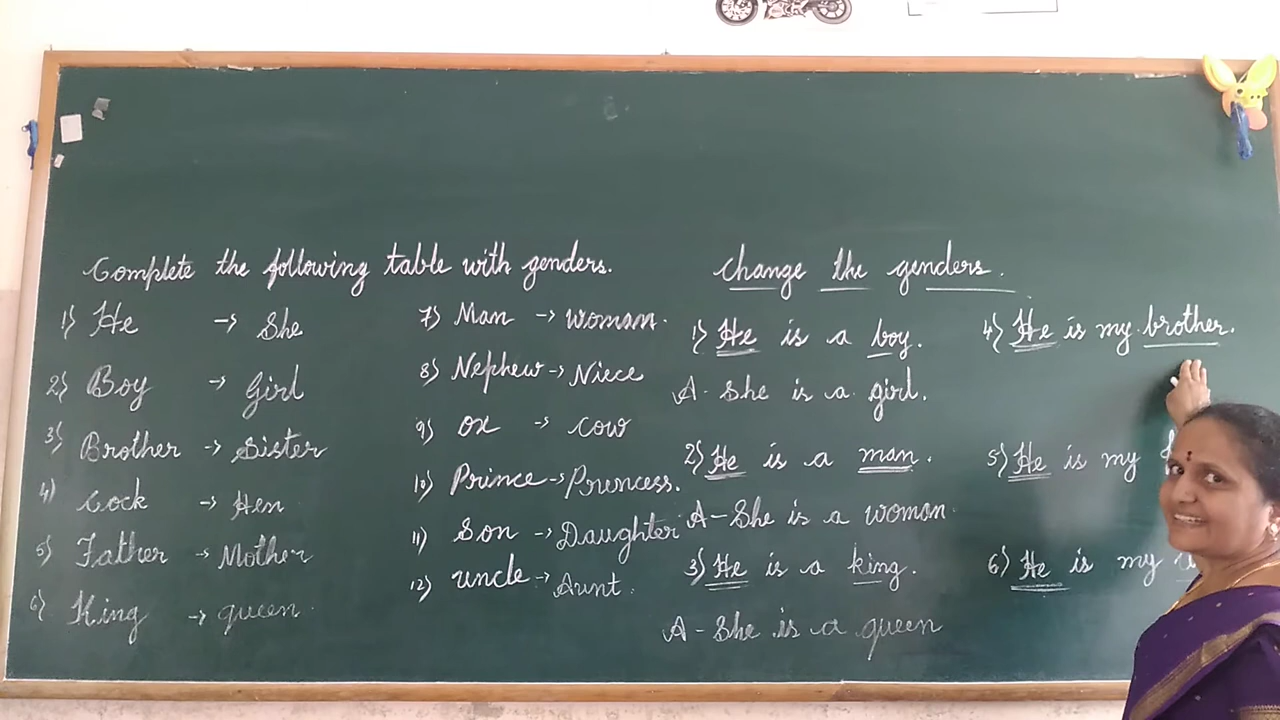 Complete the following table with genders.
1) He → She
2) Boy → Girl
3) Brother → Sister
4) Cock → Hen
5) Father → Mother
6) King → queen.
7) Man → woman.
8) Nephew → Niece
9) ox → cow
10) Prince → Prencess.
11) Son → Daughter
12) uncle → Aunt.
Change the genders.
1) He is a boy.
A. She is a girl.
2) He is a man.
A - She is a woman.
3) He is a king.
A - She is a queen
4) He is my brother.
5) He is my
6) He is my